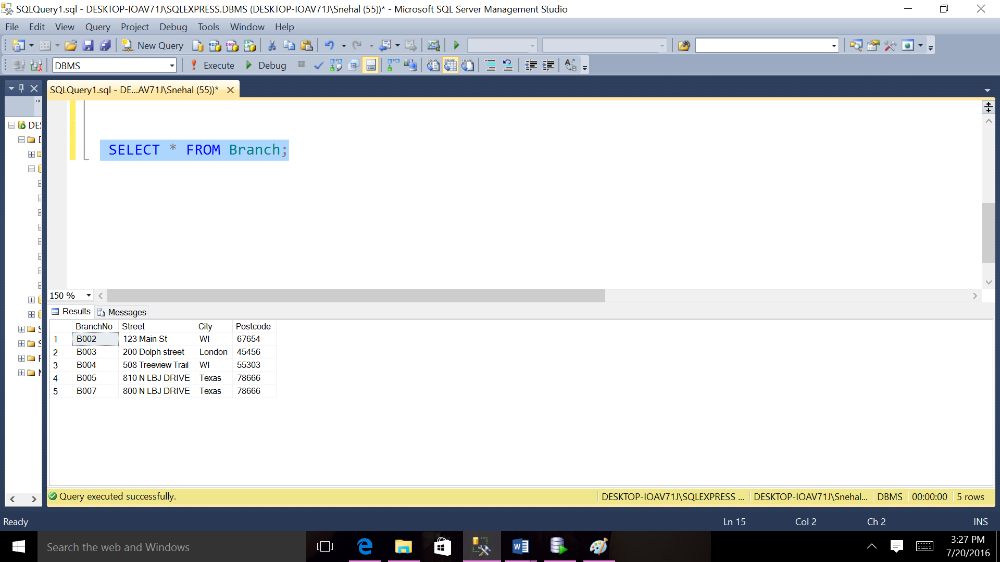 SQLQuery1.sql - DESKTOP-IOAV71J\SQLEXPRESS.DBMS (DESKTOP-IOAV71J\Snehal (55))* - Microsoft SQL Server Management Studio
File Edit View Query Project Debug Tools Window Help
New Query
DBMS Execute Debug
SQLQuery1.sql - DE...AV71J\Snehal (55))*
SELECT * FROM Branch;
150 %
Results Messages
BranchNo Street City Postcode
1 B002 123 Main St WI 67654
2 B003 200 Dolph street London 45456
3 B004 508 Treeview Trail WI 55303
4 B005 810 N LBJ DRIVE Texas 78666
5 B007 800 N LBJ DRIVE Texas 78666
Query executed successfully. DESKTOP-IOAV71J\SQLEXPRESS ... DESKTOP-IOAV71J\Snehal... DBMS 00:00:00 5 rows
Ready Ln 15 Col 2 Ch 2 INS
Search the web and Windows
3:27 PM
7/20/2016